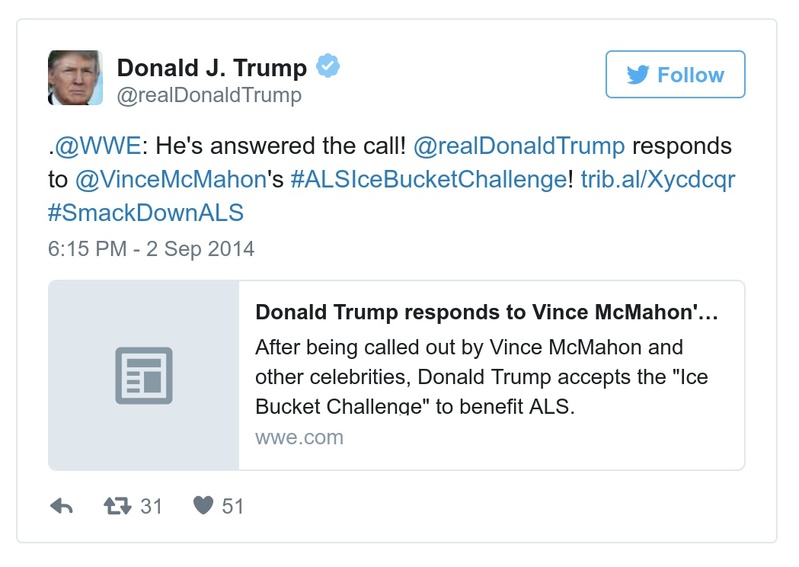 Donald J. Trump
@realDonaldTrump
Follow
.@WWE: He's answered the call! @realDonaldTrump responds
to @VinceMcMahon's #ALSIceBucketChallenge! trib.al/Xycdcqr
#SmackDownALS
6:15 PM - 2 Sep 2014
Donald Trump responds to Vince McMahon'...
After being called out by Vince McMahon and
other celebrities, Donald Trump accepts the "Ice
Bucket Challenge" to benefit ALS.
wwe.com
31
51